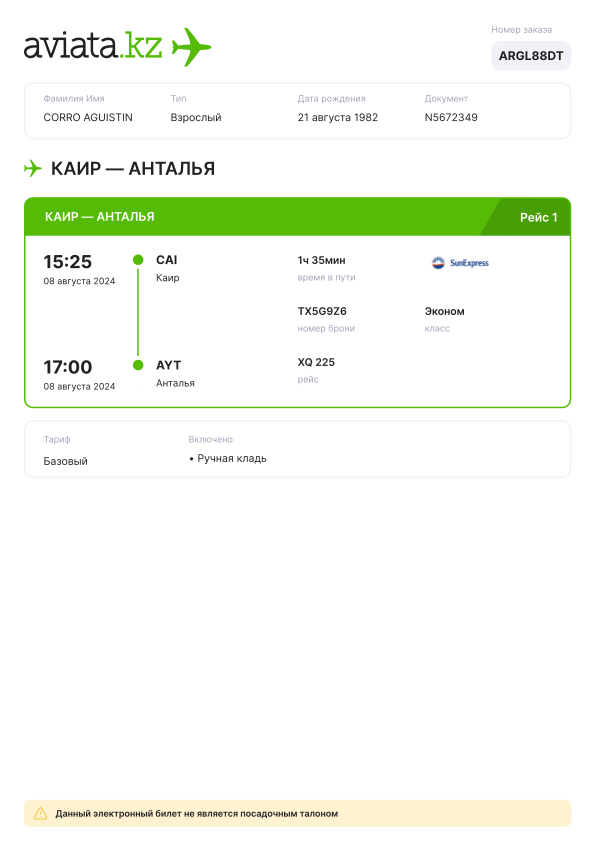 aviata.kz
Номер заказа
ARGL88DT
Фамилия Имя Тип Дата рождения Документ
CORRO AGUISTIN Взрослый 21 августа 1982 N5672349
КАИР — АНТАЛЬЯ
КАИР — АНТАЛЬЯ Рейс 1
15:25 CAI 1ч 35мин SunExpress
08 августа 2024 Каир время в пути
TX5G9Z6 Эконом
номер брони класс
17:00 AYT XQ 225
08 августа 2024 Анталья рейс
Тариф Включено
Базовый • Ручная кладь
Данный электронный билет не является посадочным талоном